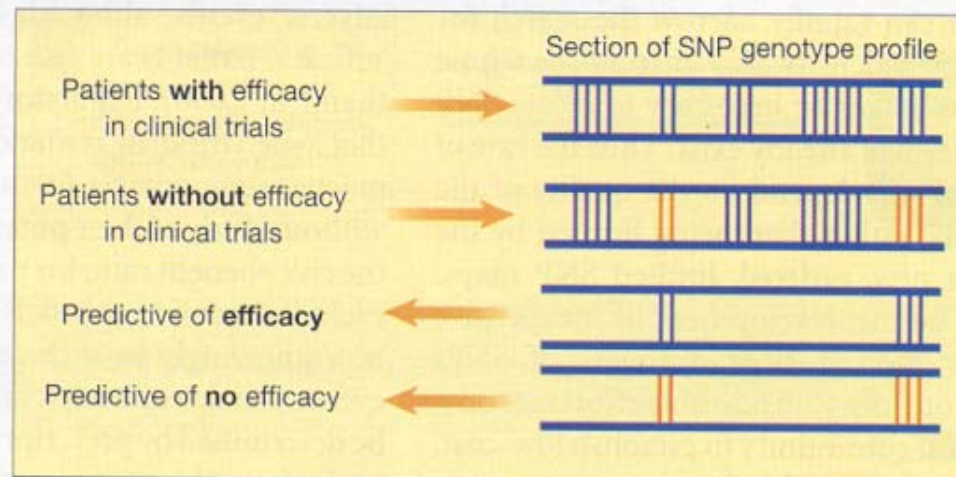 Section of SNP genotype profile
Patients with efficacy
in clinical trials
Patients without efficacy
in clinical trials
Predictive of efficacy
Predictive of no efficacy